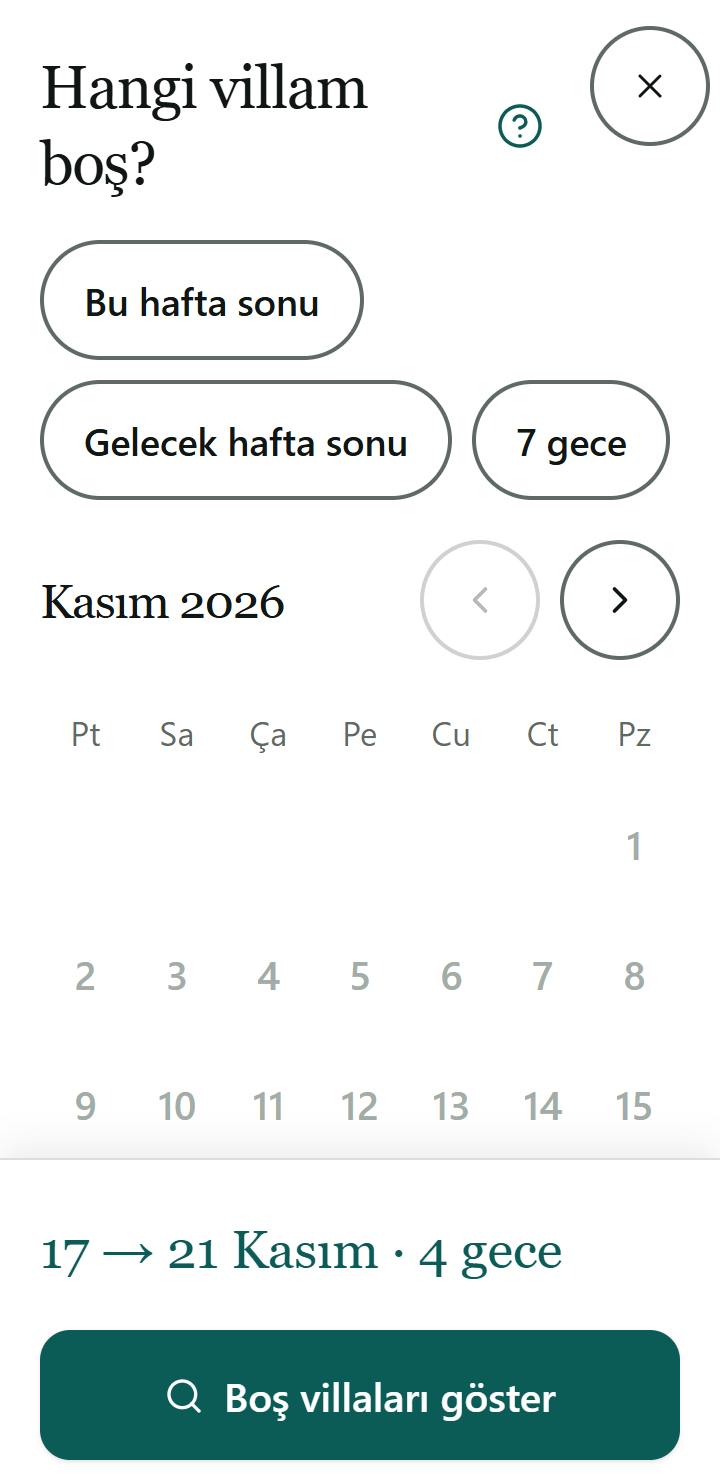 Hangi villam
boş?
Bu hafta sonu
Gelecek hafta sonu
7 gece
Kasım 2026
Pt Sa Ça Pe Cu Ct Pz
1
2 3 4 5 6 7 8
9 10 11 12 13 14 15
17 → 21 Kasım · 4 gece
Boş villaları göster